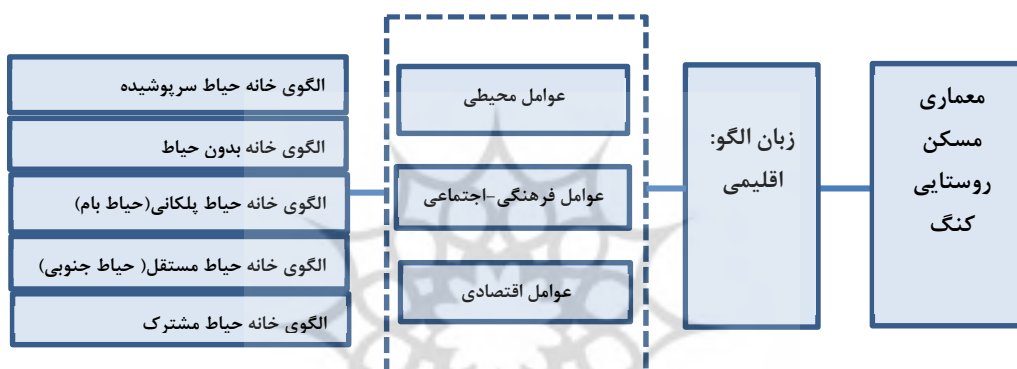 معماری
مسکن
روستایی
کنگ
زبان الگو:
اقلیمی
عوامل محیطی
عوامل فرهنگی-اجتماعی
عوامل اقتصادی
الگوی خانه حیاط سرپوشیده
الگوی خانه بدون حیاط
الگوی خانه حیاط پلکانی(حیاط بام)
الگوی خانه حیاط مستقل( حیاط جنوبی)
الگوی خانه حیاط مشترک